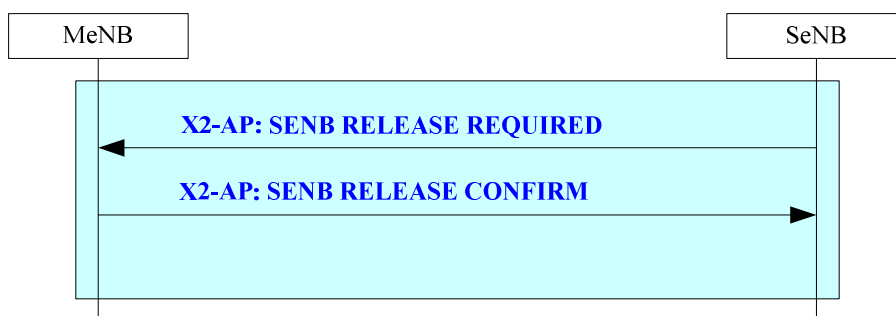 MeNB
SeNB
X2-AP: SENB RELEASE REQUIRED
X2-AP: SENB RELEASE CONFIRM